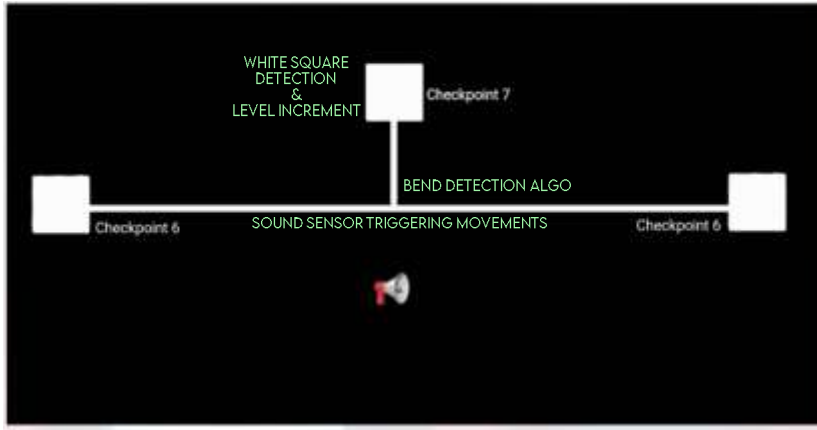 WHITE SQUARE
DETECTION
&
LEVEL INCREMENT
Checkpoint 7
BEND DETECTION ALGO
Checkpoint 6
SOUND SENSOR TRIGGERING MOVEMENTS
Checkpoint 6